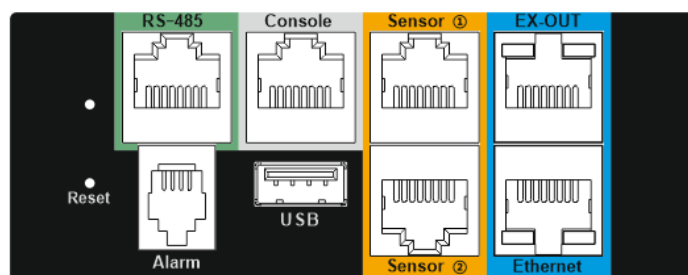 RS-485
Console
Sensor ①
EX-OUT
Reset
USB
Alarm
Sensor ②
Ethernet